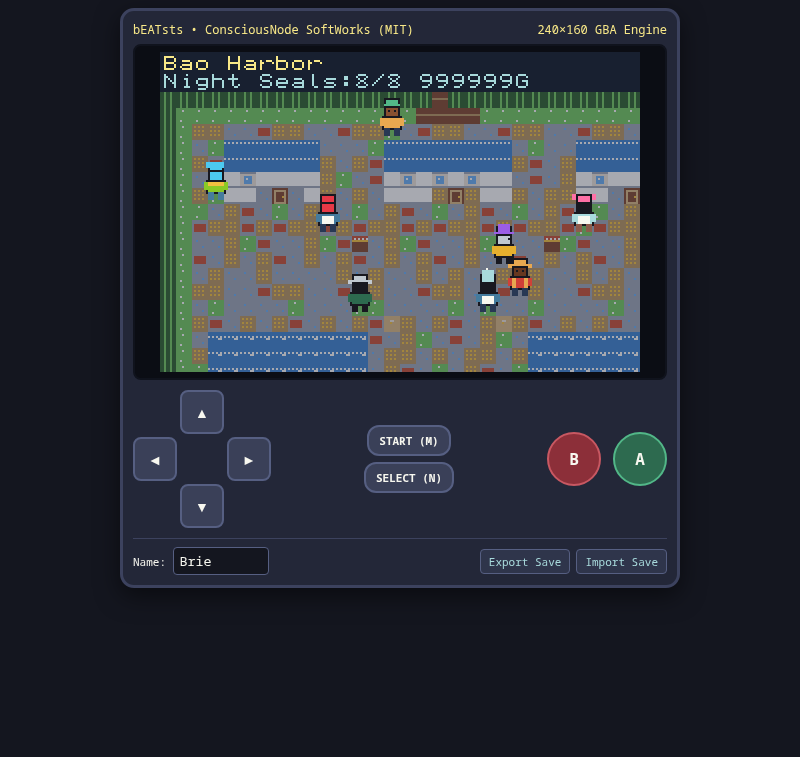 bEATsts • ConsciousNode SoftWorks (MIT)
240×160 GBA Engine
Bao Harbor
Night Seals:8/8 999999G
▲
◄
►
▼
START (M)
SELECT (N)
B
A
Name:
Brie
Export Save
Import Save